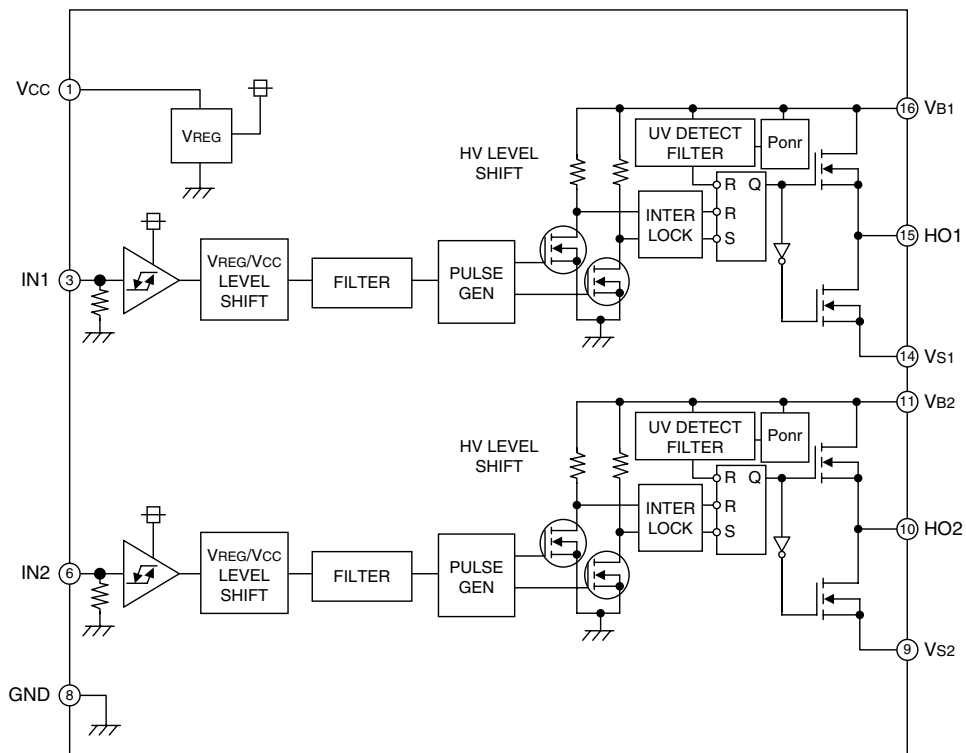 VCC 1
VREG
16 VB1
UV DETECT
FILTER
Ponr
HV LEVEL
SHIFT
R Q
R
S
INTER
LOCK
15 HO1
IN1 3
VREG/VCC
LEVEL
SHIFT
FILTER
PULSE
GEN
14 VS1
11 VB2
UV DETECT
FILTER
Ponr
HV LEVEL
SHIFT
R Q
R
S
INTER
LOCK
10 HO2
IN2 6
VREG/VCC
LEVEL
SHIFT
FILTER
PULSE
GEN
9 VS2
GND 8